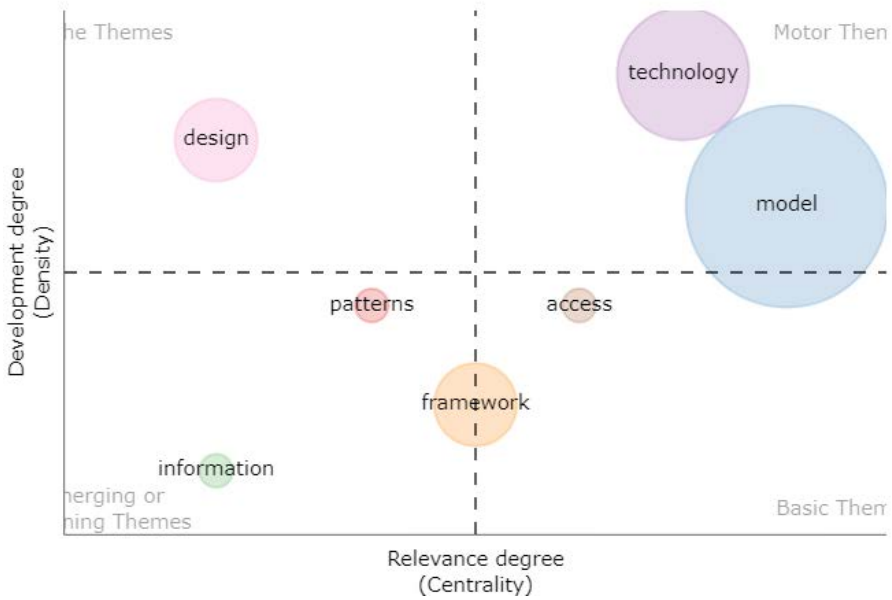 he Themes
Motor Them
technology
design
model
Development degree
(Density)
patterns
access
framework
information
nerging or
ning Themes
Basic Them
Relevance degree
(Centrality)